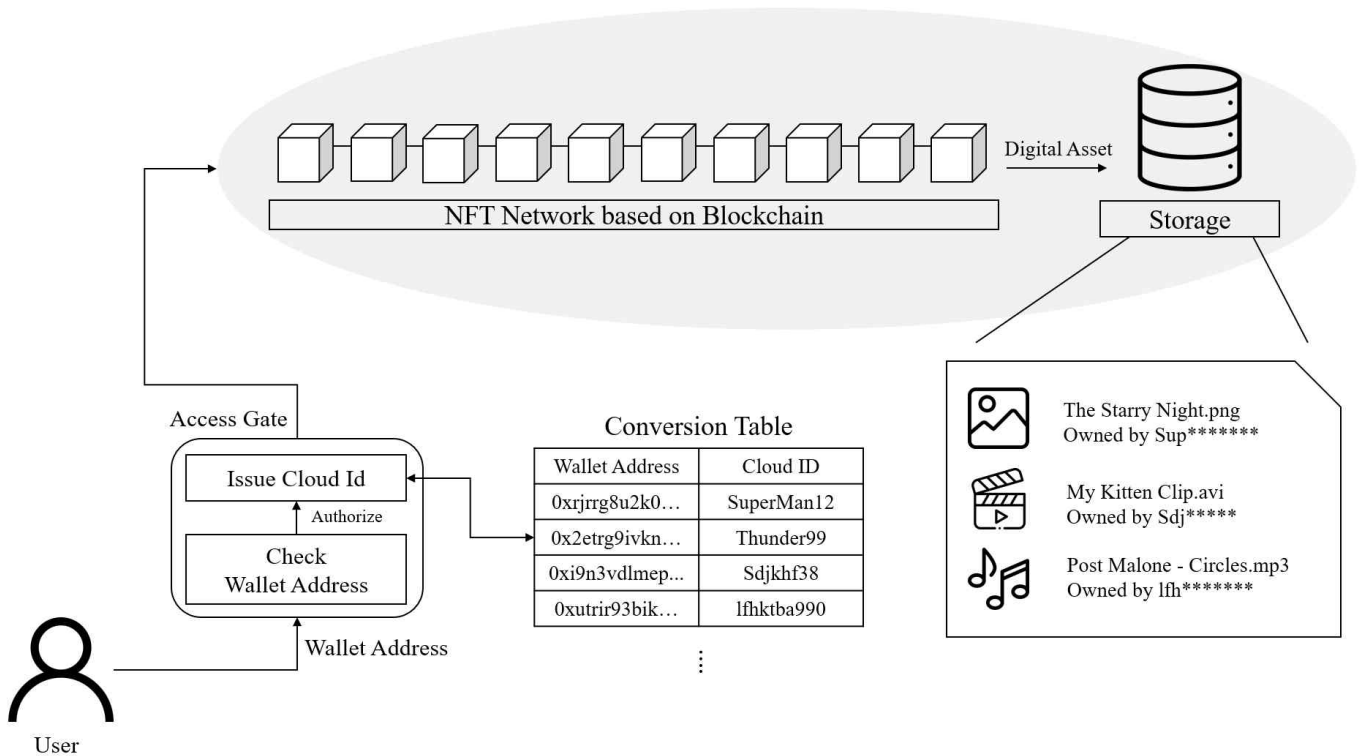 Digital Asset
NFT Network based on Blockchain
Storage
Access Gate
Issue Cloud Id
Authorize
Check
Wallet Address
Wallet Address
User
Conversion Table
Wallet Address Cloud ID
0xrjrrg8u2k0… SuperMan12
0x2etrg9ivkn… Thunder99
0xi9n3vdlmep... Sdjkhf38
0xutrir93bik… lfhktba990
The Starry Night.png
Owned by Sup*******
My Kitten Clip.avi
Owned by Sdj*****
Post Malone - Circles.mp3
Owned by lfh*******